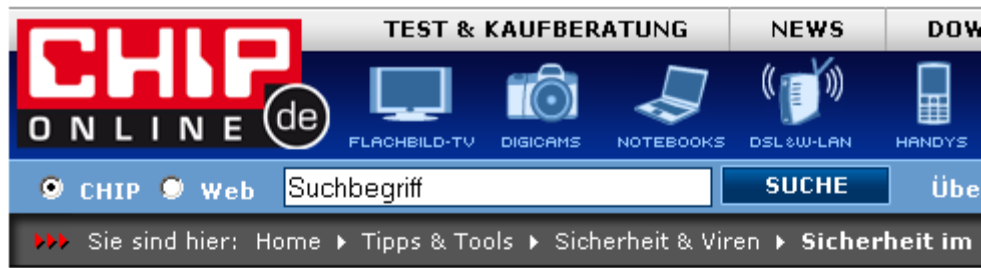 CHIP
ONLINE de
TEST & KAUFBERATUNG NEWS
FLACHBILD-TV DIGICAMS NOTEBOOKS DSL&W-LAN HANDYS
CHIP Web Suchbegriff SUCHE
Sie sind hier: Home Tipps & Tools Sicherheit & Viren Sicherheit im